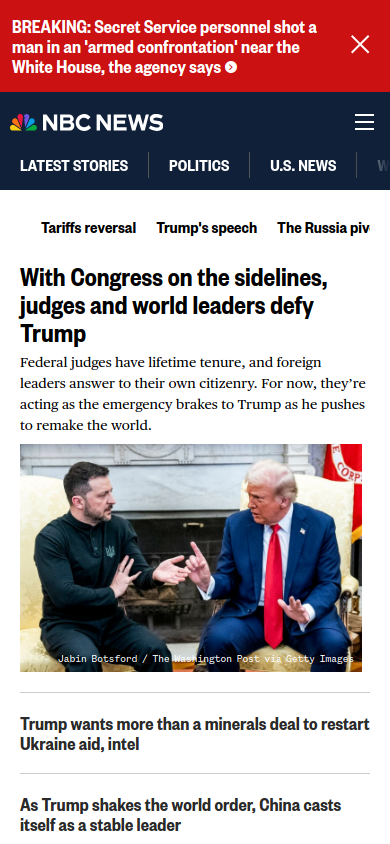 BREAKING: Secret Service personnel shot a
man in an 'armed confrontation' near the
White House, the agency says
NBC NEWS
LATEST STORIES
POLITICS
U.S. NEWS
W
Tariffs reversal
Trump's speech
The Russia piv
With Congress on the sidelines,
judges and world leaders defy
Trump
Federal judges have lifetime tenure, and foreign
leaders answer to their own citizenry. For now, they’re
acting as the emergency brakes to Trump as he pushes
to remake the world.
Jabin Botsford / The Washington Post via Getty Images
Trump wants more than a minerals deal to restart
Ukraine aid, intel
As Trump shakes the world order, China casts
itself as a stable leader